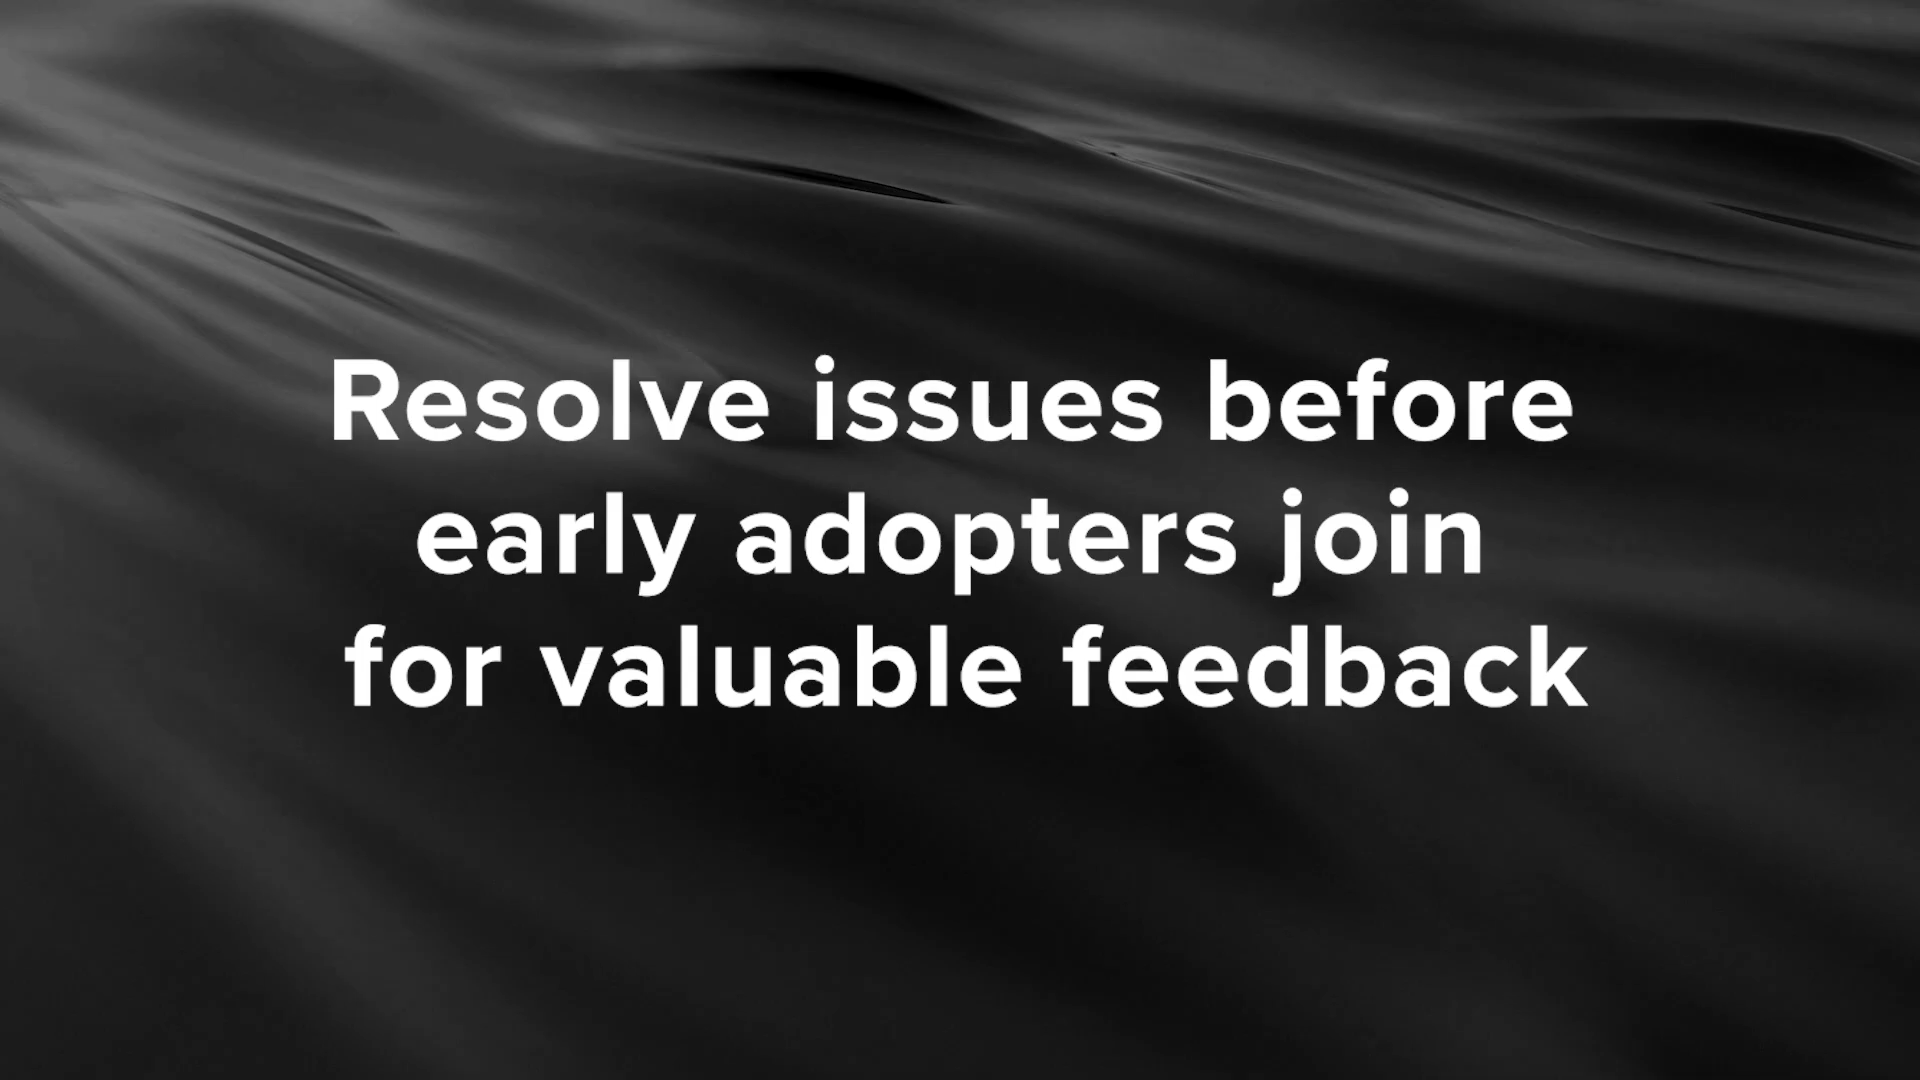 Resolve issues before
early adopters join
for valuable feedback